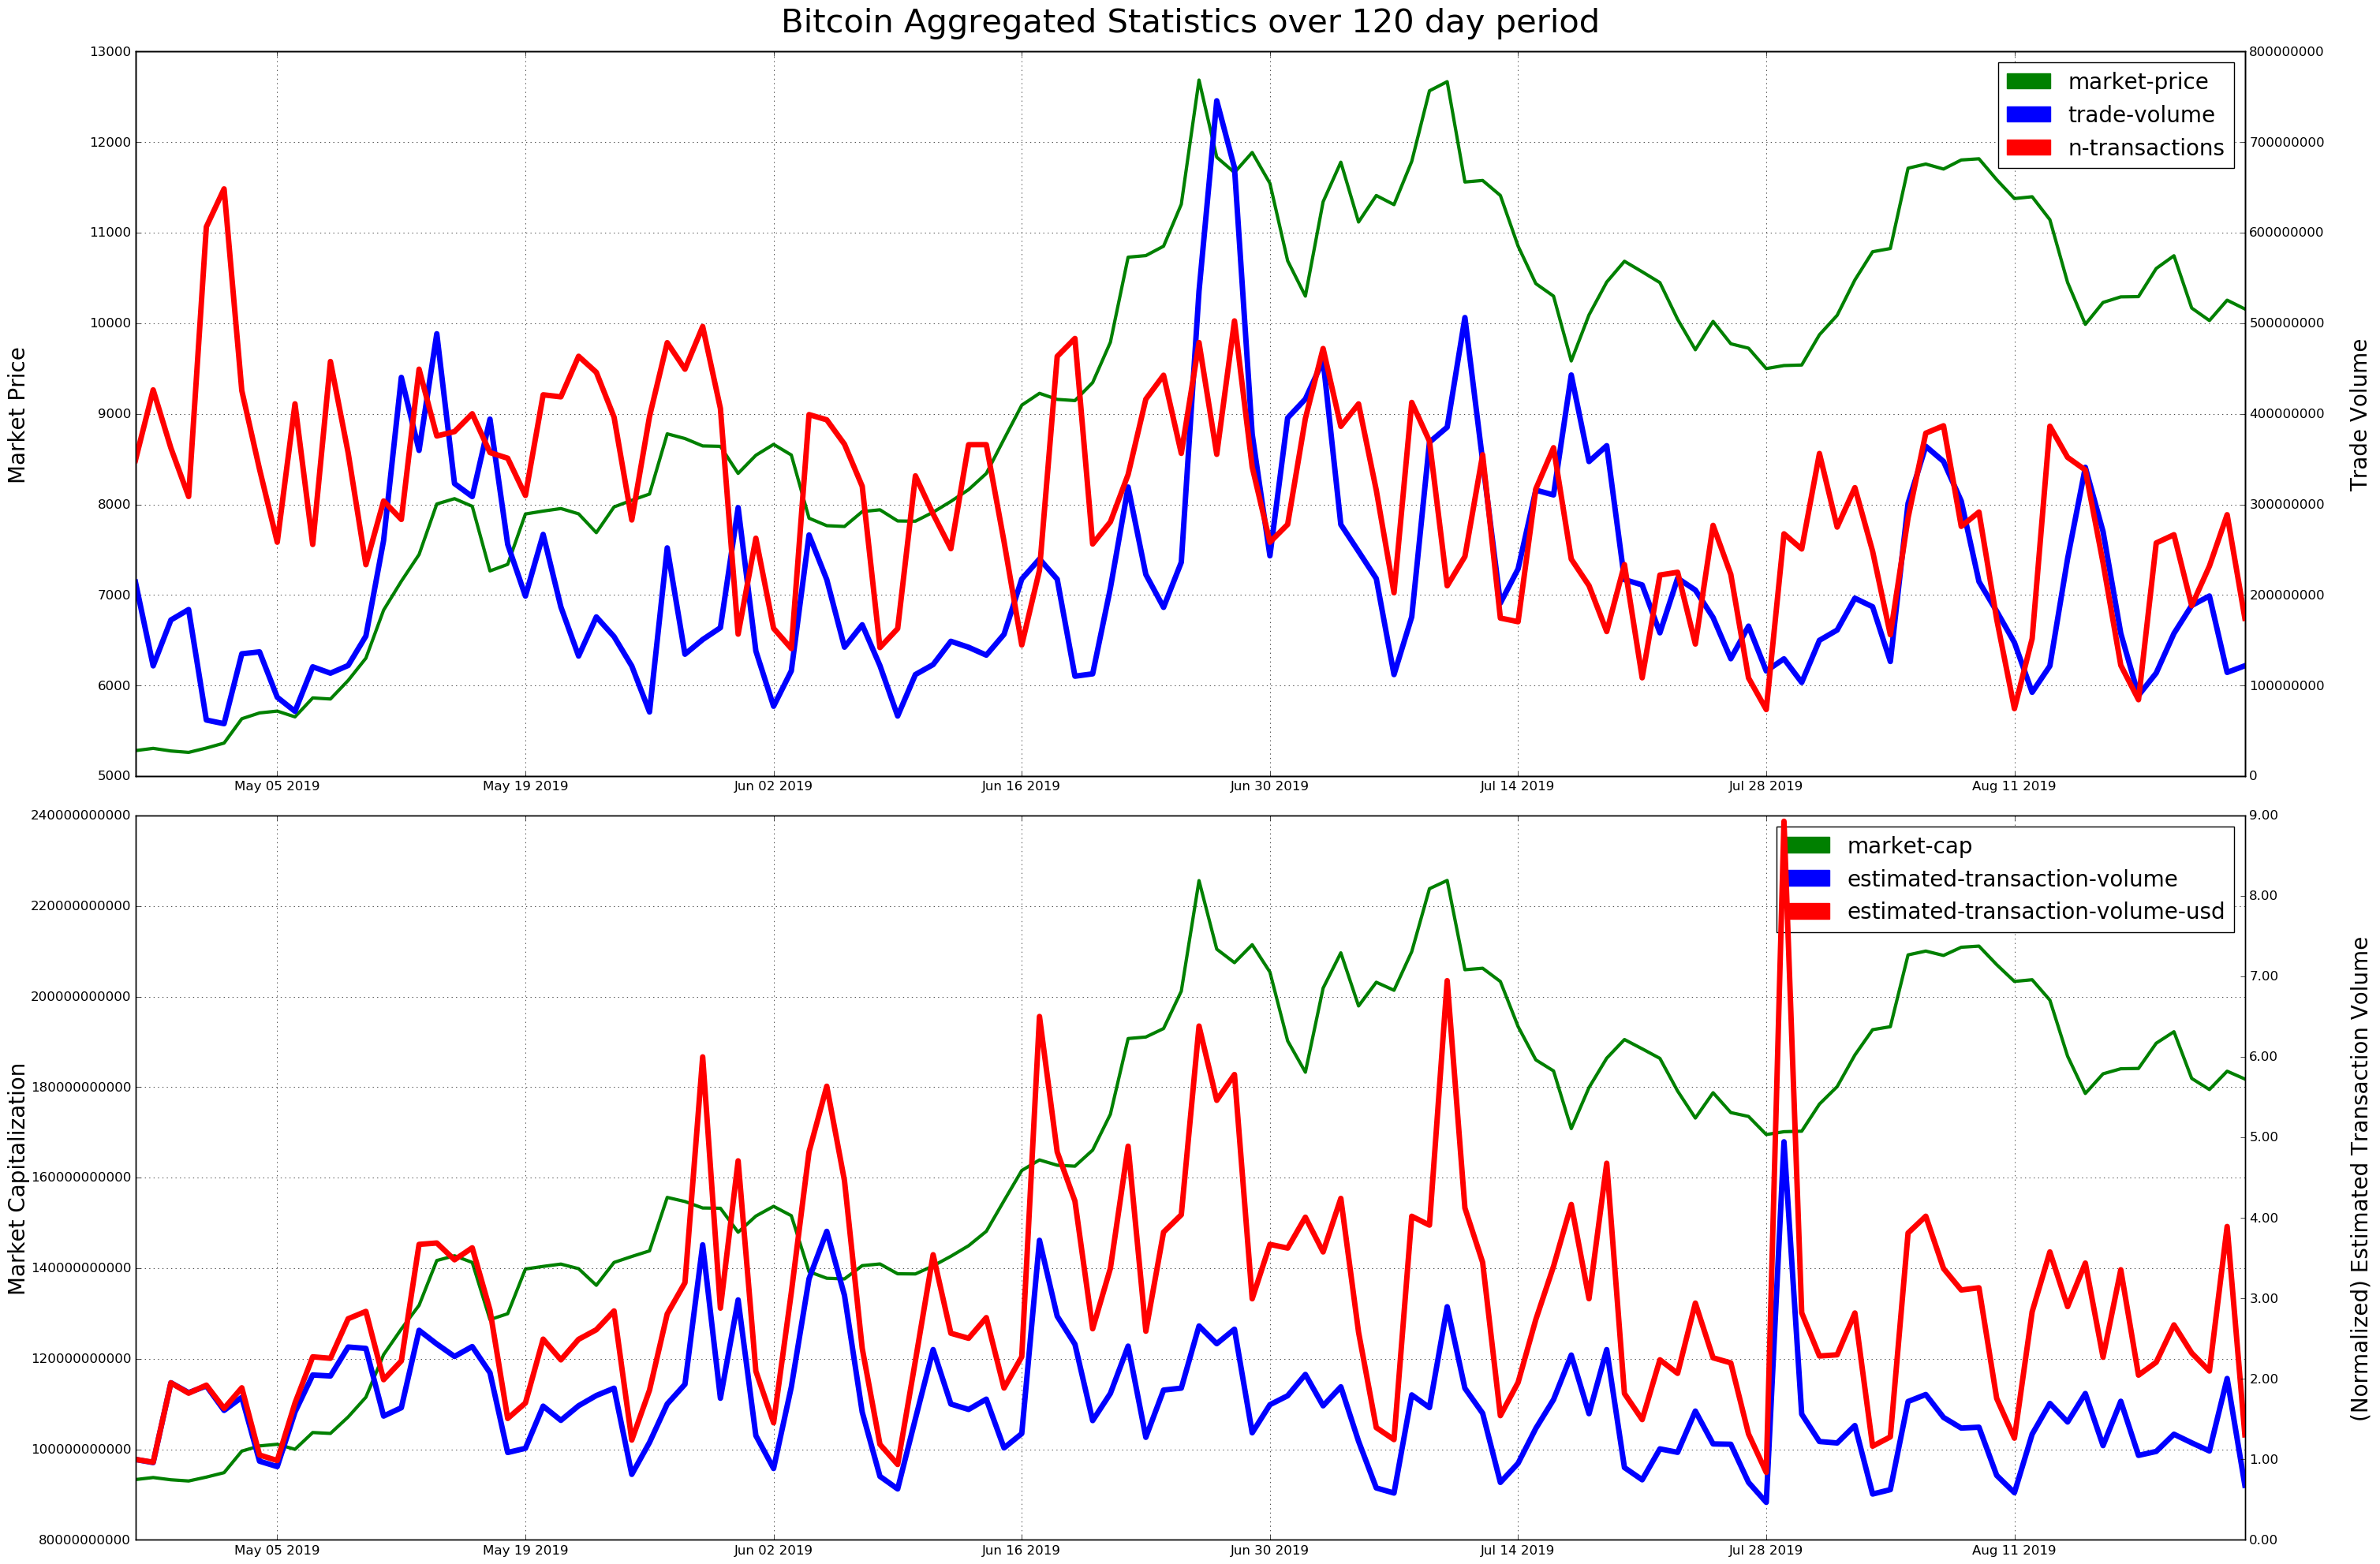 Bitcoin Aggregated Statistics over 120 day period
13000
12000
11000
10000
9000
8000
7000
6000
5000
Market Price
800000000
700000000
600000000
500000000
400000000
300000000
200000000
100000000
0
Trade Volume
market-price
trade-volume
n-transactions
May 05 2019
May 19 2019
Jun 02 2019
Jun 16 2019
Jun 30 2019
Jul 14 2019
Jul 28 2019
Aug 11 2019
240000000000
220000000000
200000000000
180000000000
160000000000
140000000000
120000000000
100000000000
80000000000
Market Capitalization
9.00
8.00
7.00
6.00
5.00
4.00
3.00
2.00
1.00
0.00
(Normalized) Estimated Transaction Volume
market-cap
estimated-transaction-volume
estimated-transaction-volume-usd
May 05 2019
May 19 2019
Jun 02 2019
Jun 16 2019
Jun 30 2019
Jul 14 2019
Jul 28 2019
Aug 11 2019